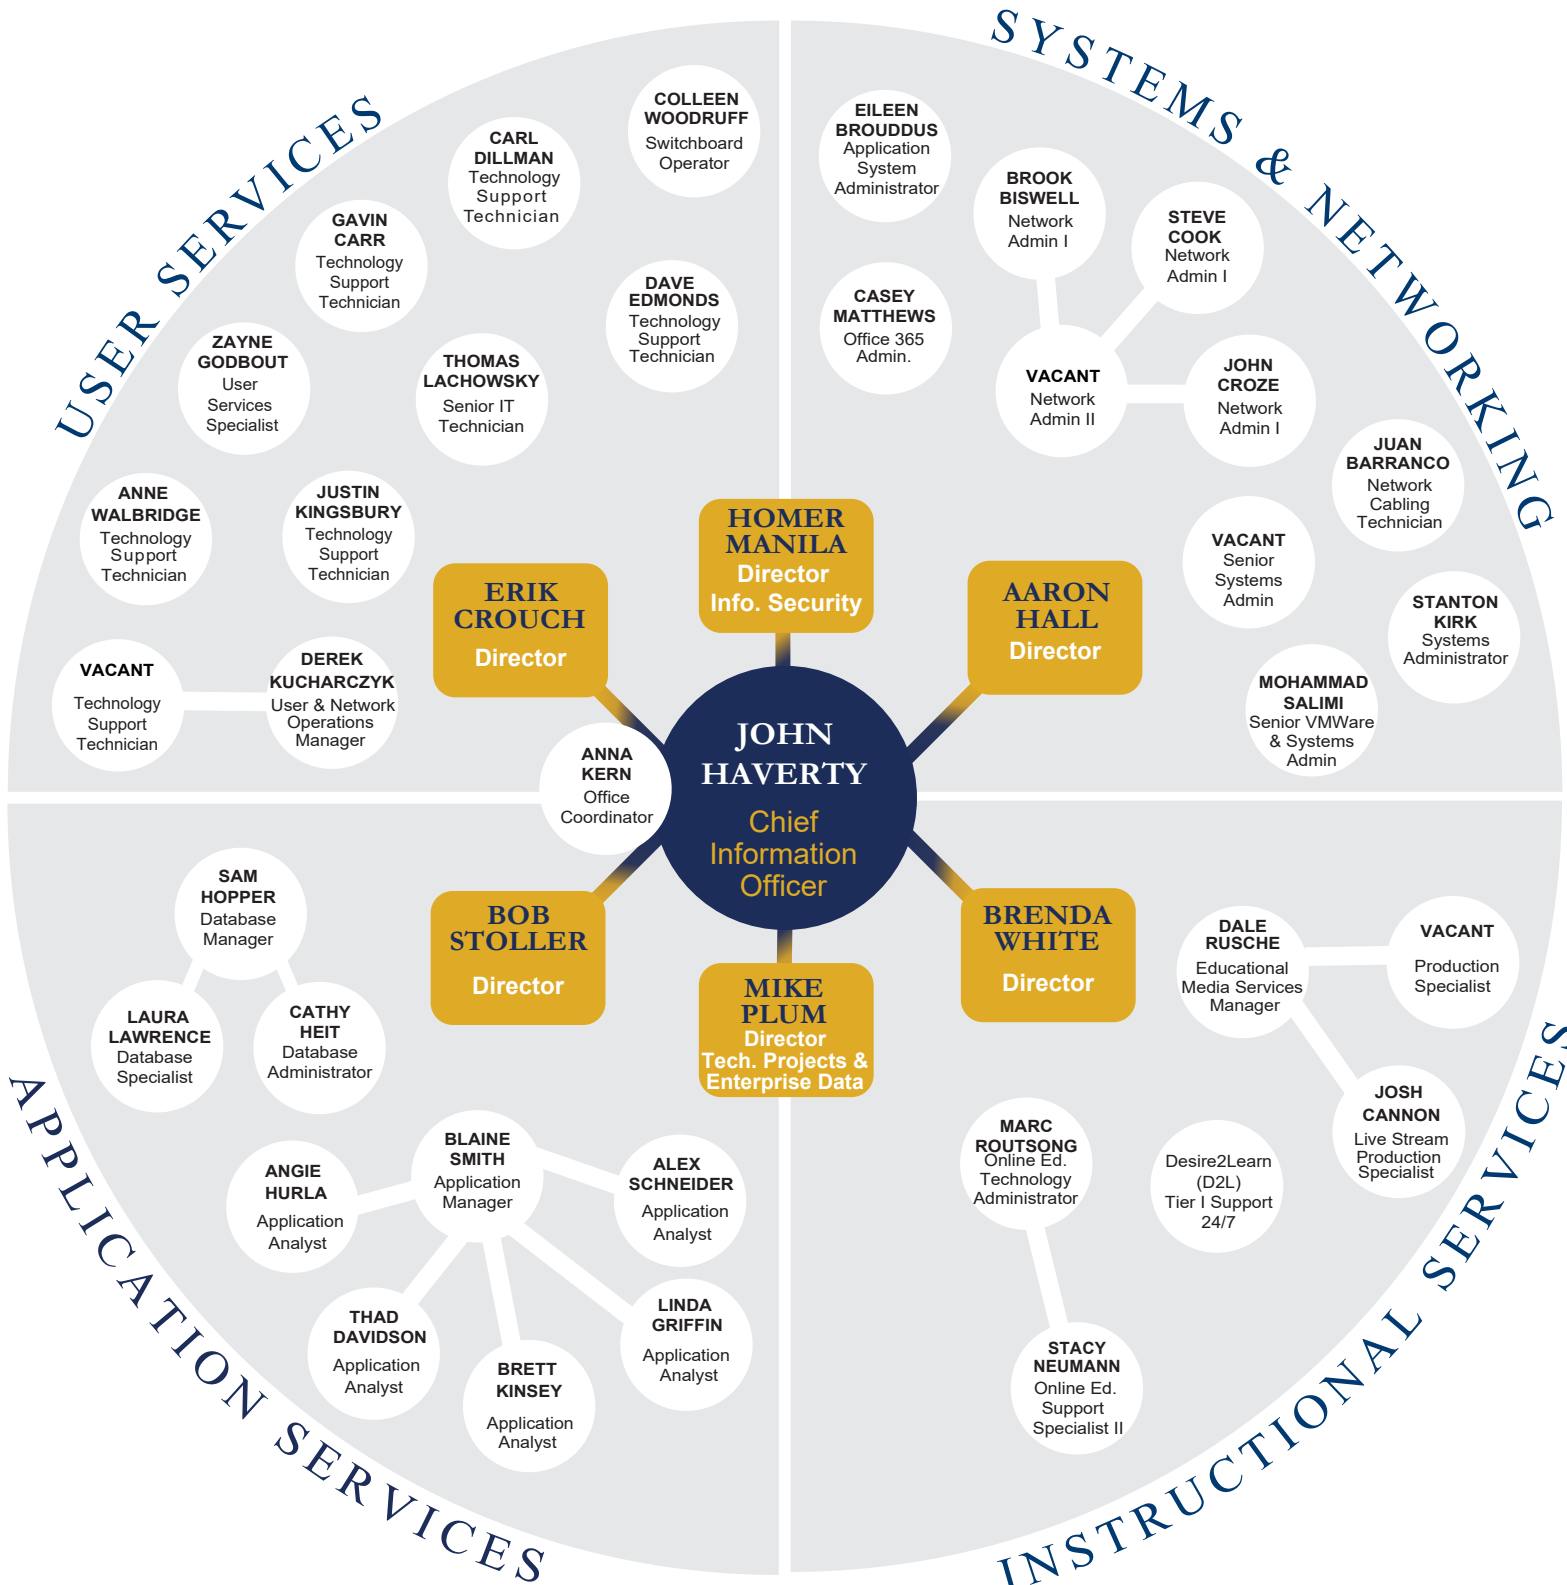 USER SERVICES
COLLEEN
WOODRUFF
Switchboard
Operator
CARL
DILLMAN
Technology
Support
Technician
GAVIN
CARR
Technology
Support
Technician
DAVE
EDMONDS
Technology
Support
Technician
ZAYNE
GODBOUT
User
Services
Specialist
THOMAS
LACHOWSKY
Senior IT
Technician
ANNE
WALBRIDGE
Technology
Support
Technician
JUSTIN
KINGSBURY
Technology
Support
Technician
VACANT
Technology
Support
Technician
DEREK
KUCHARCZYK
User & Network
Operations
Manager
SYSTEMS & NETWORKING
EILEEN
BROUDDUS
Application
System
Administrator
BROOK
BISWELL
Network
Admin I
STEVE
COOK
Network
Admin I
CASEY
MATTHEWS
Office 365
Admin.
VACANT
Network
Admin II
JOHN
CROZE
Network
Admin I
JUAN
BARRANCO
Network
Cabling
Technician
VACANT
Senior
Systems
Admin
STANTON
KIRK
Systems
Administrator
MOHAMMAD
SALIMI
Senior VMWare
& Systems
Admin
HOMER
MANILA
Director
Info. Security
ERIK
CROUCH
Director
AARON
HALL
Director
ANNA
KERN
Office
Coordinator
JOHN
HAVERTY
Chief
Information
Officer
BOB
STOLLER
Director
MIKE
PLUM
Director
Tech. Projects &
Enterprise Data
BRENDA
WHITE
Director
APPLICATION SERVICES
SAM
HOPPER
Database
Manager
LAURA
LAWRENCE
Database
Specialist
CATHY
HEIT
Database
Administrator
BLAINE
SMITH
Application
Manager
ANGIE
HURLA
Application
Analyst
ALEX
SCHNEIDER
Application
Analyst
THAD
DAVIDSON
Application
Analyst
BRETT
KINSEY
Application
Analyst
LINDA
GRIFFIN
Application
Analyst
INSTRUCTIONAL SERVICES
DALE
RUSCHE
Educational
Media Services
Manager
VACANT
Production
Specialist
JOSH
CANNON
Live Stream
Production
Specialist
MARC
ROUTSONG
Online Ed.
Technology
Administrator
Desire2Learn
(D2L)
Tier I Support
24/7
STACY
NEUMANN
Online Ed.
Support
Specialist II